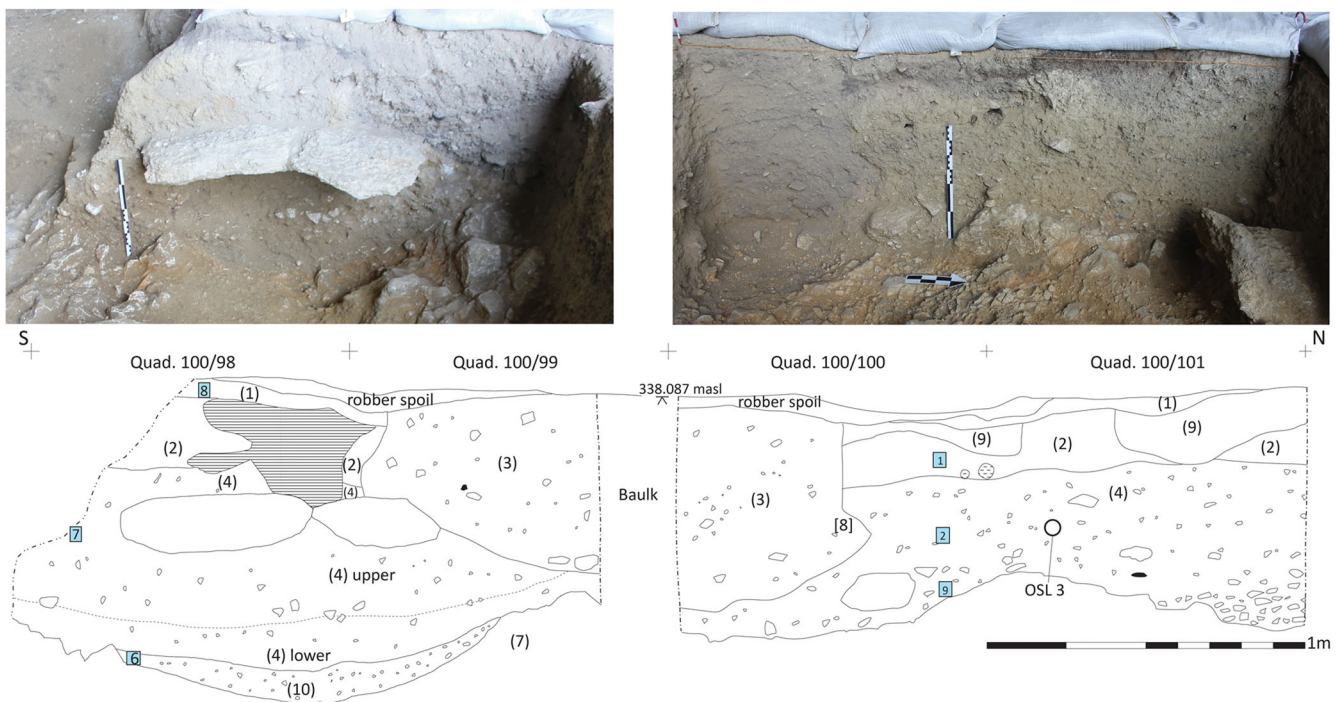 S
N
Quad. 100/98
Quad. 100/99
Quad. 100/100
Quad. 100/101
338.087 masl
8
(1)
robber spoil
robber spoil
(1)
(9)
(9)
(2)
(2)
(2)
(2)
1
(3)
(4)
(4)
Baulk
(3)
(4)
7
[8]
2
OSL 3
(4) upper
9
(7)
1m
(4) lower
6
(10)